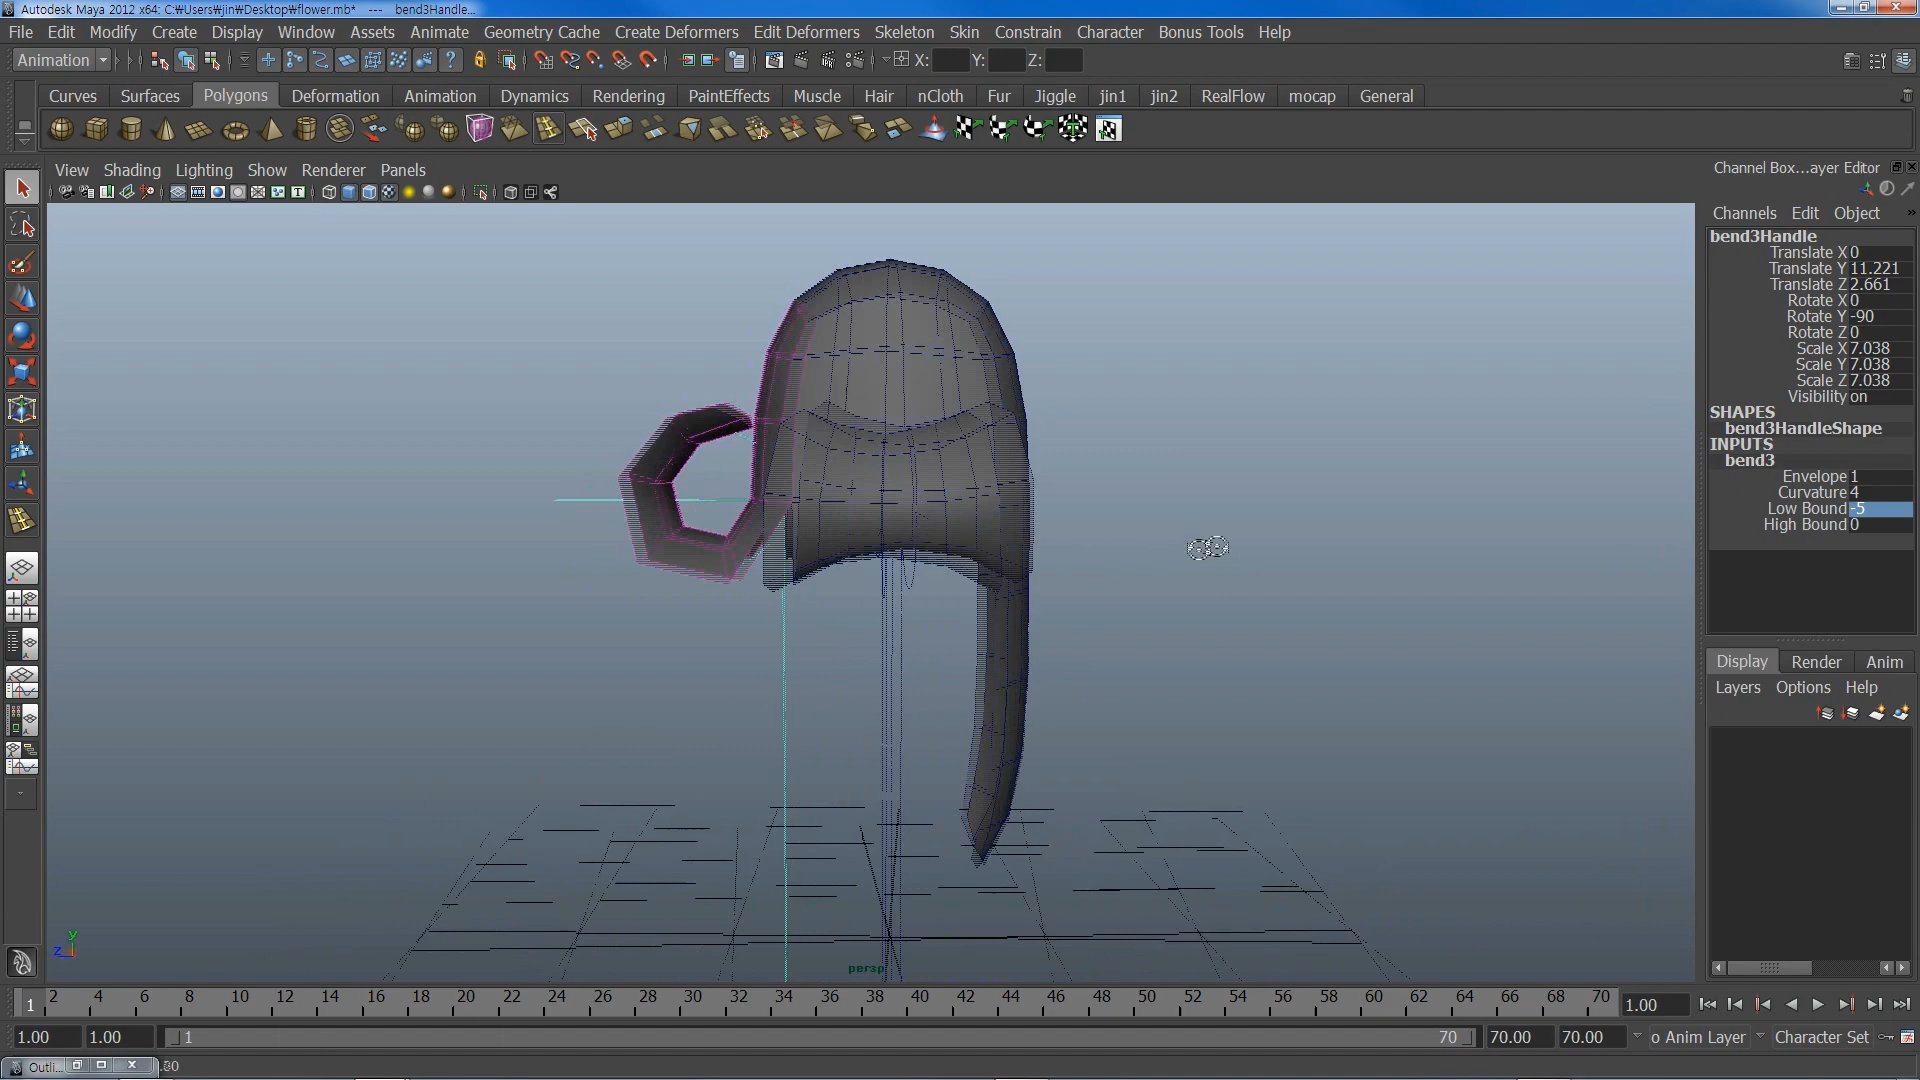 Autodesk Maya 2012 x64: C:₩Users₩jin₩Desktop₩flower.mb*   ---   bend3Handle...
File Edit Modify Create Display Window Assets Animate Geometry Cache Create Deformers Edit Deformers Skeleton Skin Constrain Character Bonus Tools Help
Animation X: Y: Z:
Curves Surfaces Polygons Deformation Animation Dynamics Rendering PaintEffects Muscle Hair nCloth Fur Jiggle jin1 jin2 RealFlow mocap General
View Shading Lighting Show Renderer Panels
Channel Box...ayer Editor
Channels Edit Object »
bend3Handle
Translate X 0
Translate Y 11.221
Translate Z 2.661
Rotate X 0
Rotate Y -90
Rotate Z 0
Scale X 7.038
Scale Y 7.038
Scale Z 7.038
Visibility on
SHAPES
bend3HandleShape
INPUTS
bend3
Envelope 1
Curvature 4
Low Bound -5
High Bound 0
Display Render Anim
Layers Options Help
y
z
persp
1 2 4 6 8 10 12 14 16 18 20 22 24 26 28 30 32 34 36 38 40 42 44 46 48 50 52 54 56 58 60 62 64 66 68 70 1.00
1.00 1.00 1 70 70.00 70.00 o Anim Layer Character Set
Outli...